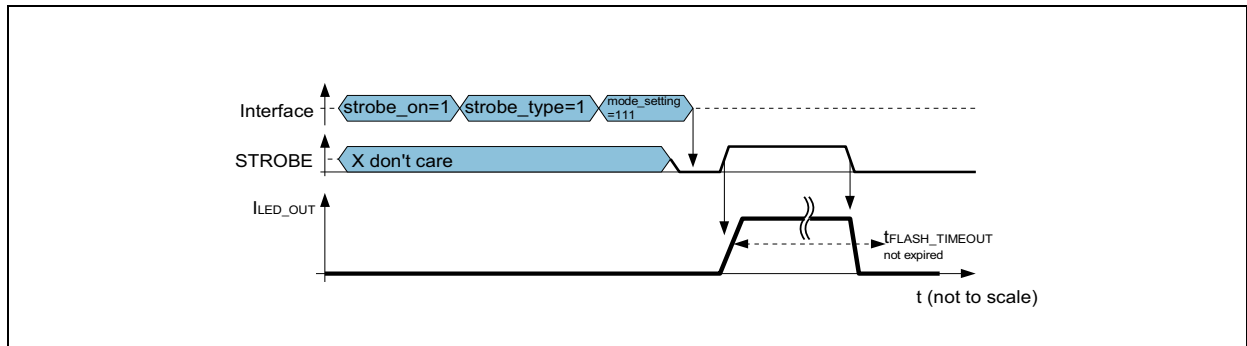 Interface
strobe_on=1
strobe_type=1
mode_setting
=111
STROBE
X don't care
ILED_OUT
tFLASH_TIMEOUT
not expired
t (not to scale)